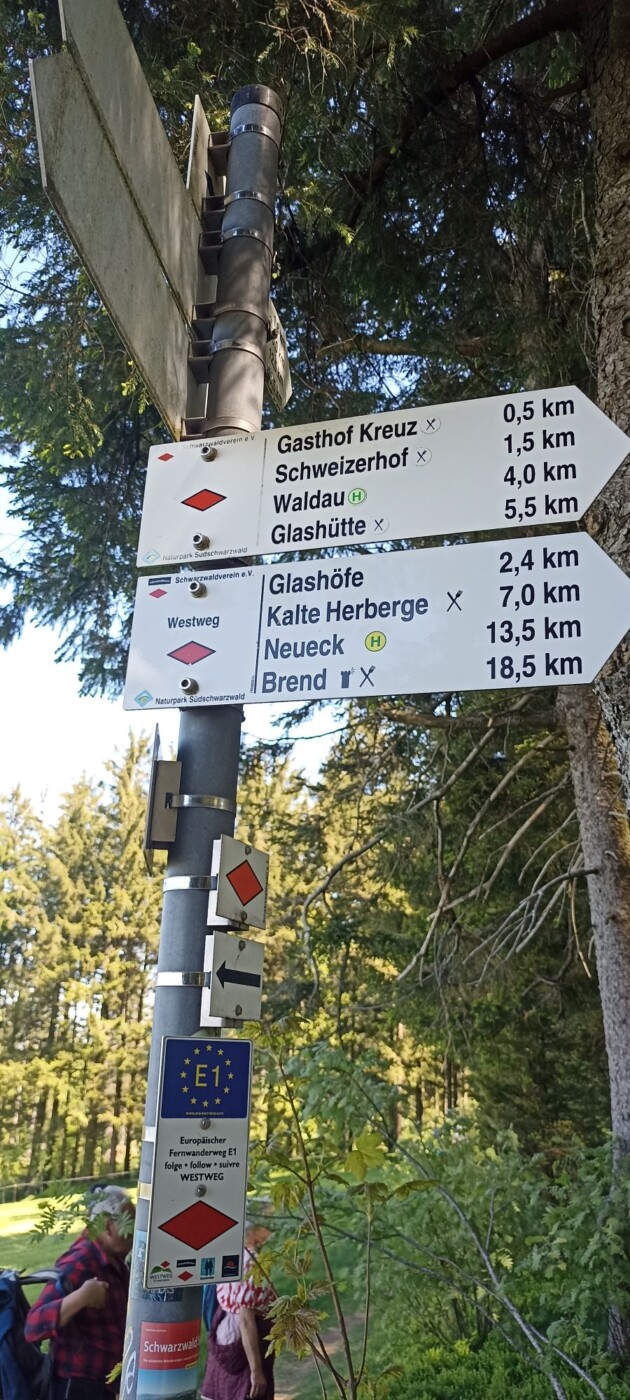 Schwarzwaldverein e.V.
Gasthof Kreuz 0,5 km
Schweizerhof 1,5 km
Waldau H 4,0 km
Glashütte 5,5 km
Naturpark Südschwarzwald
Schwarzwaldverein e.V.
Westweg
Glashöfe 2,4 km
Kalte Herberge 7,0 km
Neueck H 13,5 km
Brend 18,5 km
Naturpark Südschwarzwald
E1
Europäischer
Fernwanderweg E1
folge • follow • suivre
WESTWEG
WESTWEG
Schwarzwald